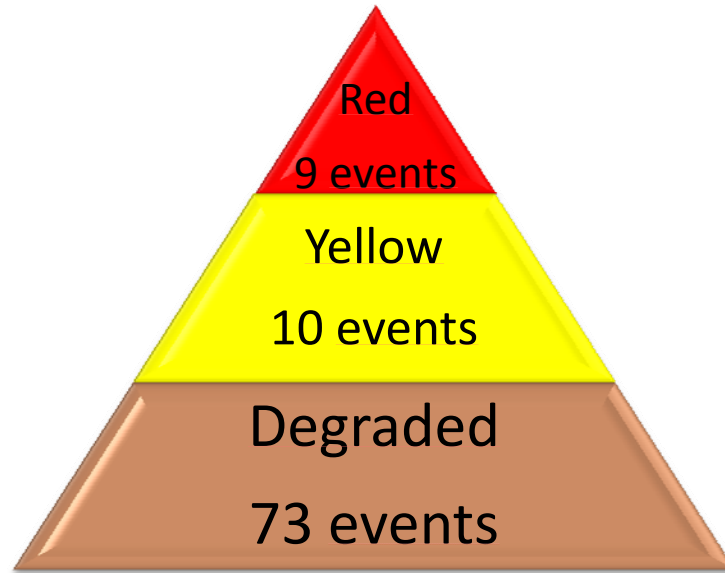 Red
9 events
Yellow
10 events
Degraded
73 events